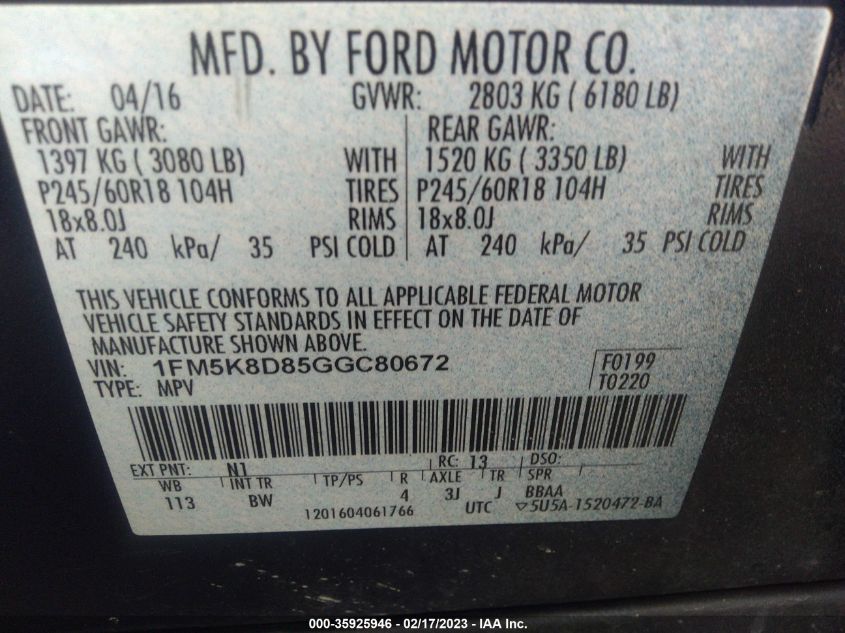 MFD. BY FORD MOTOR CO.
DATE: 04/16 GVWR: 2803 KG ( 6180 LB)
FRONT GAWR: REAR GAWR:
1397 KG ( 3080 LB) WITH 1520 KG ( 3350 LB) WITH
P245/60R18 104H TIRES P245/60R18 104H TIRES
18x8.0J RIMS 18x8.0J RIMS
AT 240 kPa/ 35 PSI COLD AT 240 kPa/ 35 PSI COLD
THIS VEHICLE CONFORMS TO ALL APPLICABLE FEDERAL MOTOR
VEHICLE SAFETY STANDARDS IN EFFECT ON THE DATE OF
MANUFACTURE SHOWN ABOVE.
VIN: 1FM5K8D85GGC80672 F0199
TYPE: MPV T0220
EXT PNT: N1 RC: 13 DSO:
WB INT TR TP/PS R AXLE TR SPR
113 BW 4 3J J BBAA
1201604061766 UTC ▽5U5A-1520472-BA
000-35925946 - 02/17/2023 - IAA Inc.